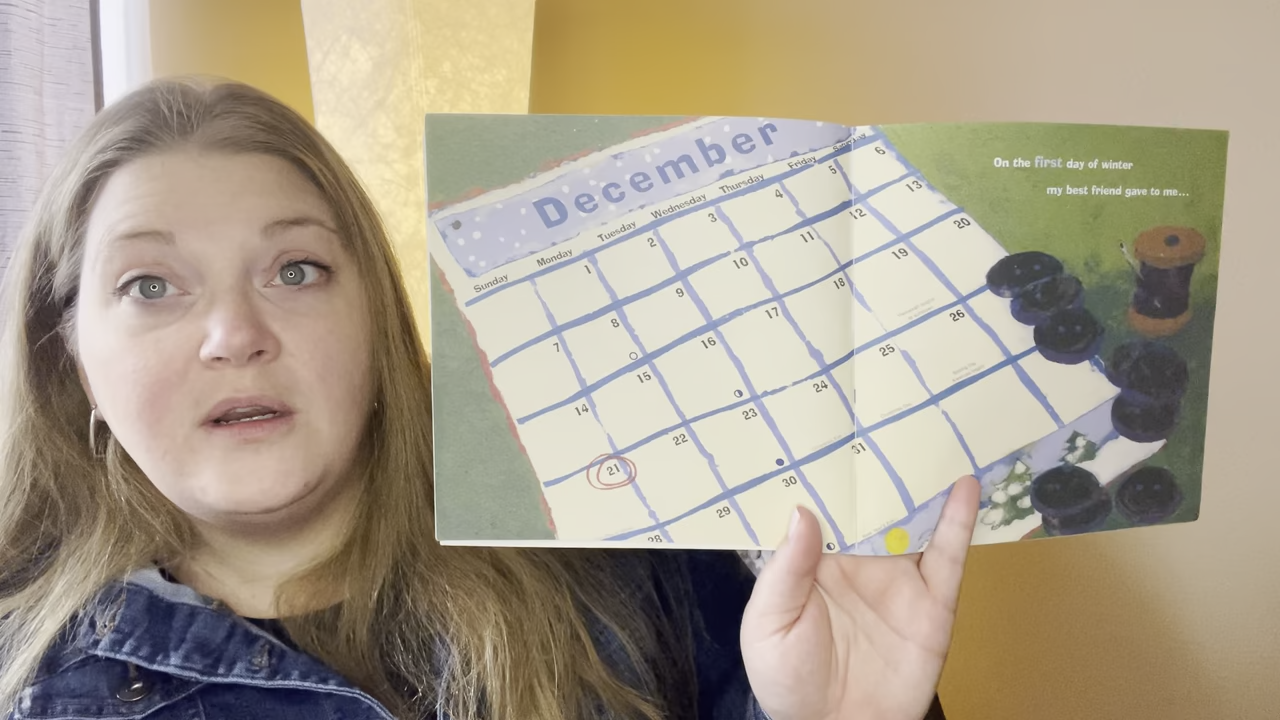 December
Sunday Monday Tuesday Wednesday Thursday Friday
1 2 3 4 5 6
7 8 9 10 11 12 13
14 15 16 17 18 19 20
21 22 23 24 25 26
28 29 30 31
On the first day of winter
my best friend gave to me...